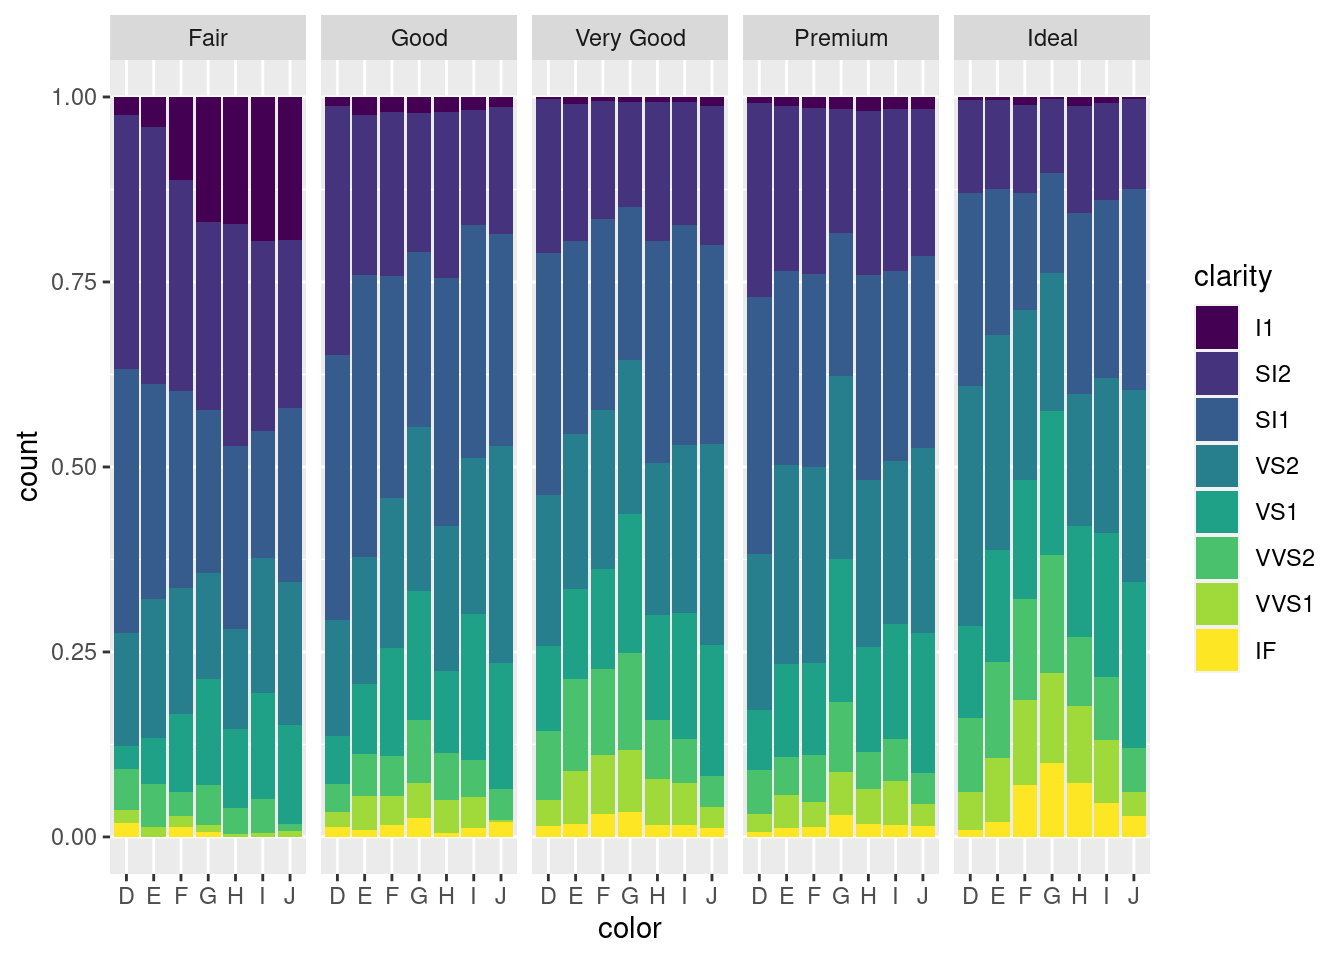 Fair Good Very Good Premium Ideal
1.00
0.75
0.50
0.25
0.00
count
D E F G H I J D E F G H I J D E F G H I J D E F G H I J D E F G H I J
color
clarity
I1
SI2
SI1
VS2
VS1
VVS2
VVS1
IF